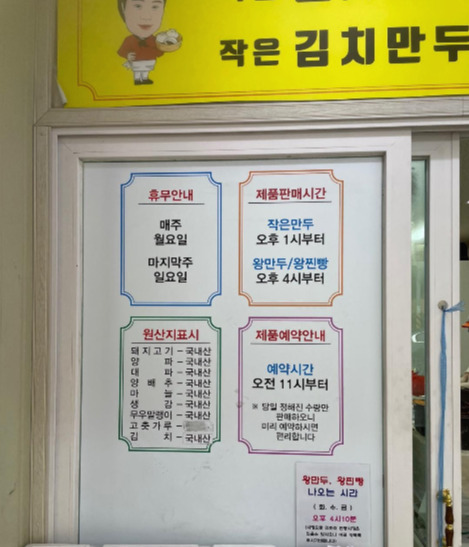 작은 김치만두
휴무안내
매주
월요일
마지막주
일요일
제품판매시간
작은만두
오후 1시부터
왕만두/왕찐빵
오후 4시부터
원산지표시
돼지고기 - 국내산
양 파 - 국내산
대 파 - 국내산
양 배 추 - 국내산
마 늘 - 국내산
생 강 - 국내산
무우말랭이 - 국내산
고춧가루 -
김 치 - 국내산
제품예약안내
예약시간
오전 11시부터
※ 당일 정해진 수량만
판매하오니
미리 예약하시면
편리합니다
왕만두, 왕찐빵
나오는 시간
오후 4시10분